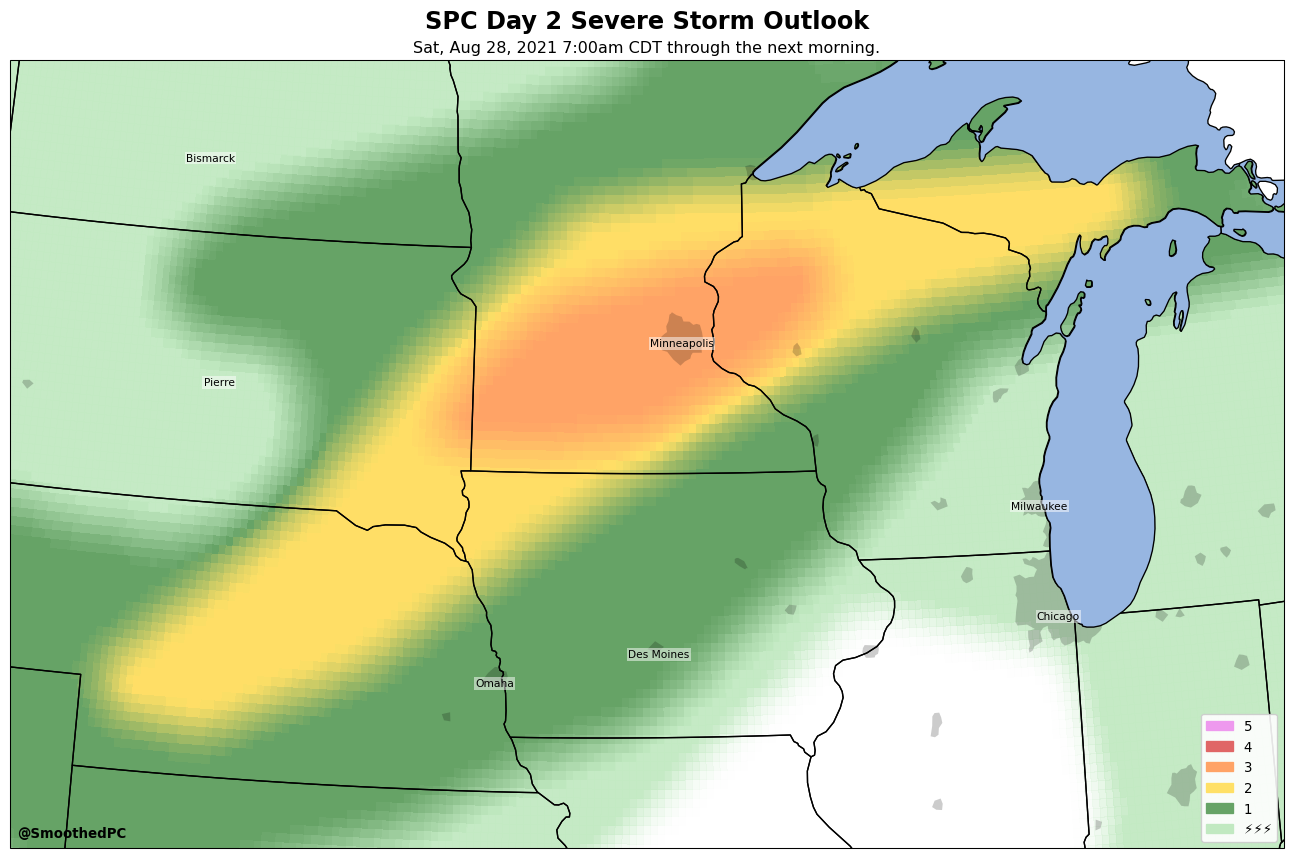 SPC Day 2 Severe Storm Outlook
Sat, Aug 28, 2021 7:00am CDT through the next morning.
Bismarck
Minneapolis
Pierre
Milwaukee
Chicago
Des Moines
Omaha
5
4
3
2
1
⚡⚡⚡
@SmoothedPC